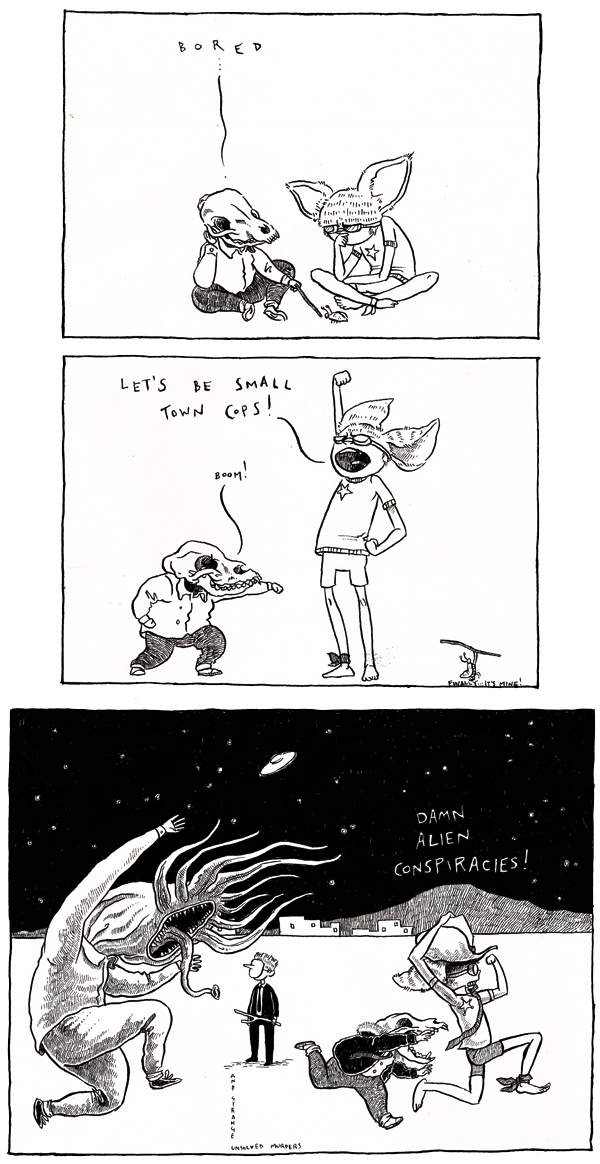 BORED
...
LET'S BE SMALL
TOWN COPS!
BOOM!
FINALLY...IT'S MINE!
DAMN
ALIEN
CONSPIRACIES!
AND STRANGE
UNSOLVED MURDERS